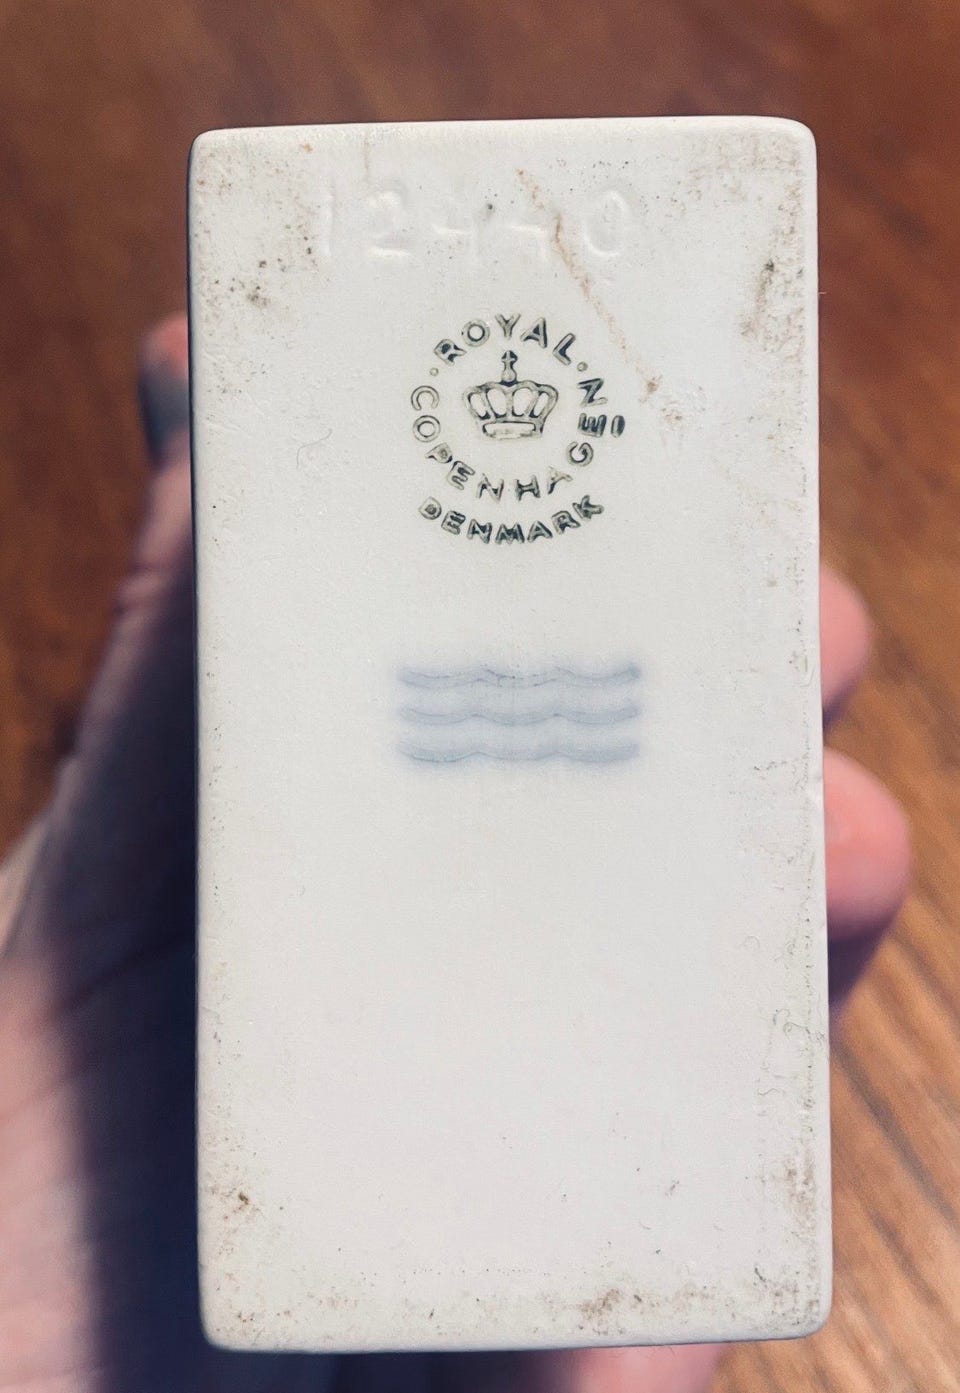 12440
ROYAL
COPENHAGEN
DENMARK